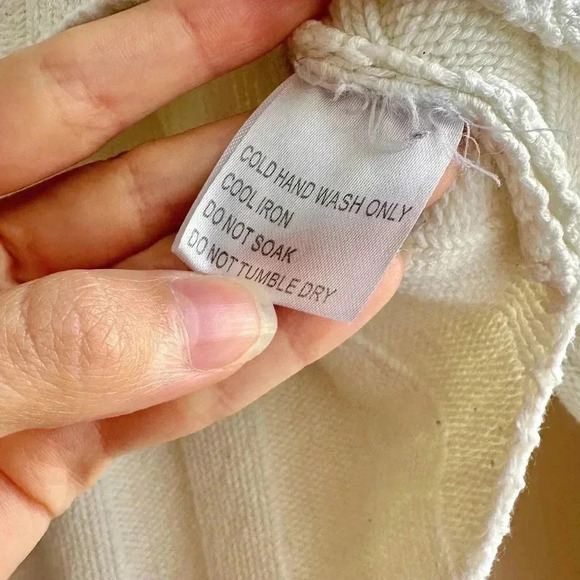 COLD HAND WASH ONLY
COOL IRON
DO NOT SOAK
DO NOT TUMBLE DRY